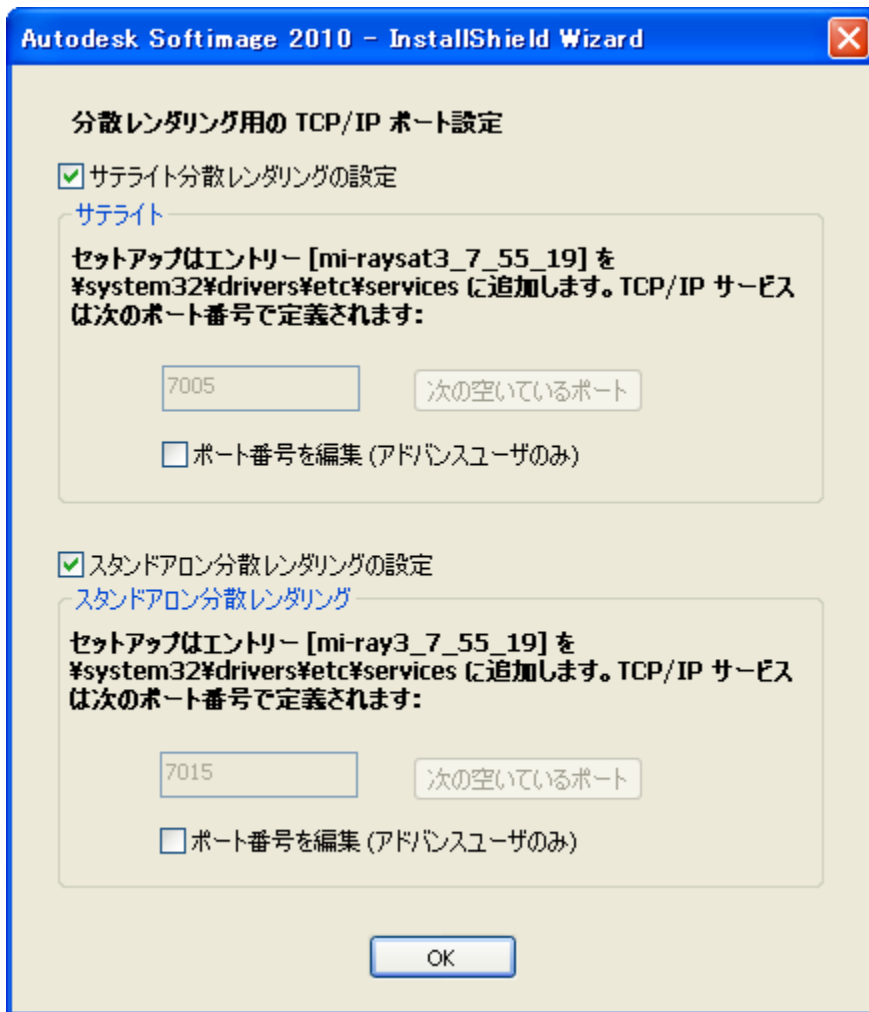 Autodesk Softimage 2010 - InstallShield Wizard
分散レンダリング用の TCP/IP ポート設定
サテライト分散レンダリングの設定
サテライト
セットアップはエントリー [mi-raysat3_7_55_19] を
¥system32¥drivers¥etc¥services に追加します。TCP/IP サービス
は次のポート番号で定義されます:
7005
次の空いているポート
ポート番号を編集 (アドバンスユーザのみ)
スタンドアロン分散レンダリングの設定
スタンドアロン分散レンダリング
セットアップはエントリー [mi-ray3_7_55_19] を
¥system32¥drivers¥etc¥services に追加します。TCP/IP サービス
は次のポート番号で定義されます:
7015
次の空いているポート
ポート番号を編集 (アドバンスユーザのみ)
OK